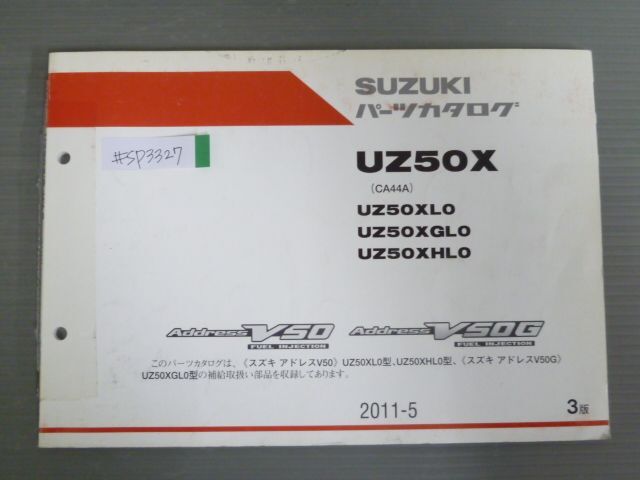 SUZUKI
パーツカタログ
#SP3327
UZ50X
(CA44A)
UZ50XL0
UZ50XGL0
UZ50XHL0
Address V50
FUEL INJECTION
Address V50G
FUEL INJECTION
このパーツカタログは、《スズキ アドレスV50》UZ50XL0型、UZ50XHL0型、《スズキ アドレスV50G》
UZ50XGL0型の補給取扱い部品を収録してあります。
2011-5
3版